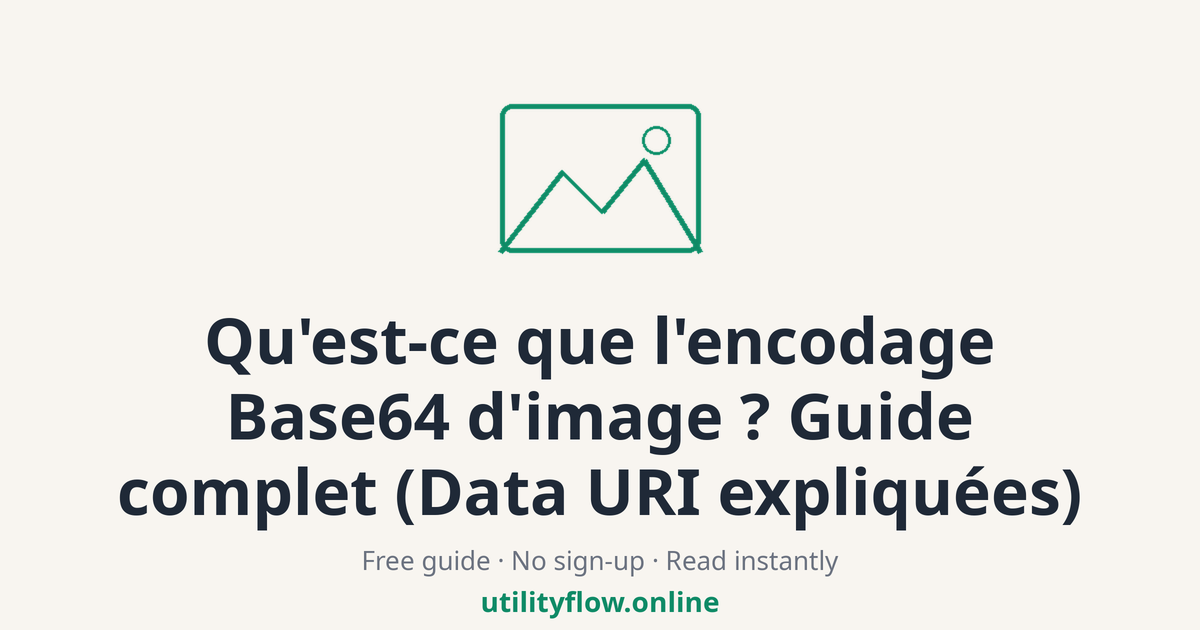 Qu'est-ce que l'encodage
Base64 d'image ? Guide
complet (Data URI expliquées)
Free guide · No sign-up · Read instantly
utilityflow.online